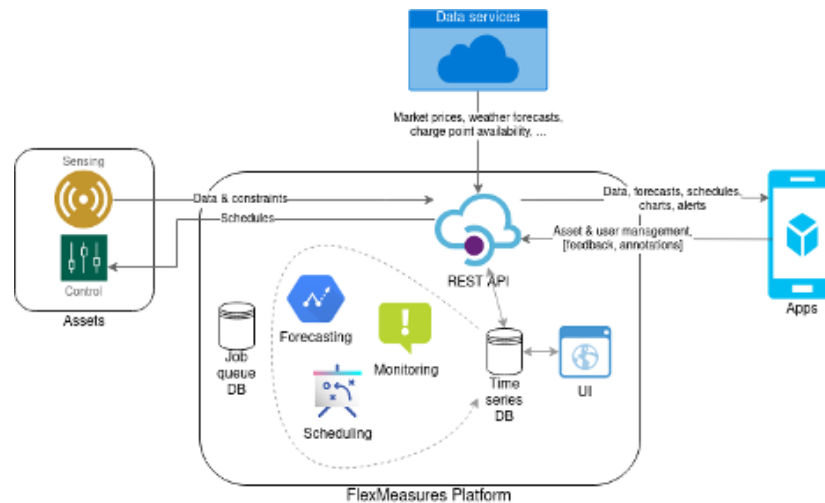 Data services
Market prices, weather forecasts,
charge point availability, ...
Sensing
Data & constraints
Schedules
Control
Assets
Data, forecasts, schedules,
charts, alerts
Asset & user management,
[feedback, annotations]
Apps
REST API
Forecasting
Monitoring
Scheduling
Job
queue
DB
Time
series
DB
UI
FlexMeasures Platform